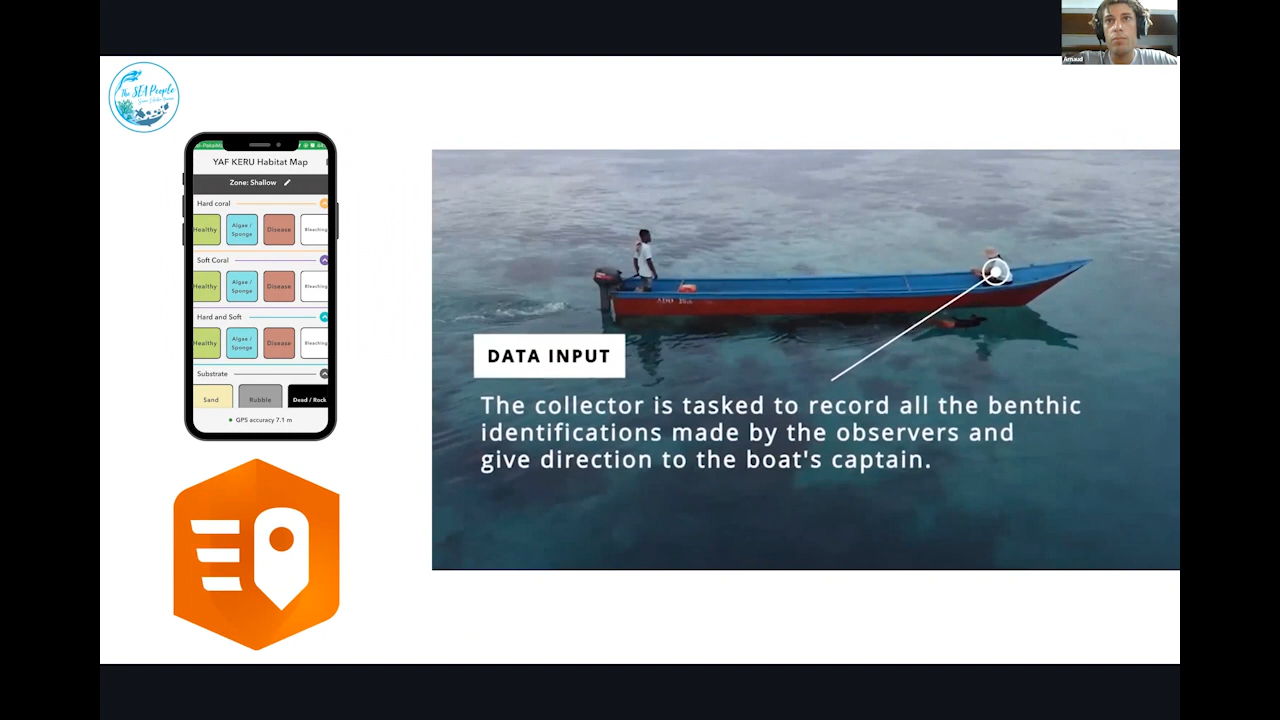 Arnaud
The SEA People
YAF KERU Habitat Map
Zone: Shallow
Hard coral
Healthy
Algae / Sponge
Disease
Bleaching
Soft Coral
Healthy
Algae / Sponge
Disease
Bleaching
Hard and Soft
Healthy
Algae / Sponge
Disease
Bleaching
Substrate
Sand
Rubble
Dead / Rock
GPS accuracy 7.1 m
DATA INPUT
The collector is tasked to record all the benthic
identifications made by the observers and
give direction to the boat's captain.